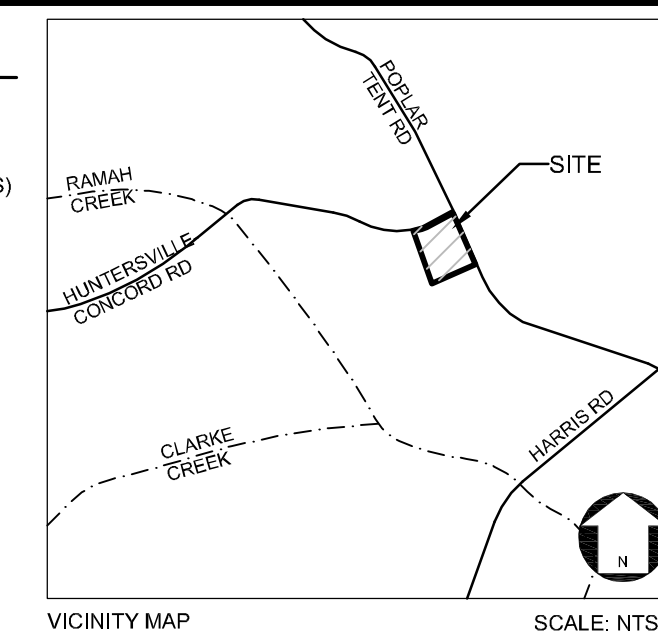 POPLAR
TENT RD
SITE
S)
RAMAH
CREEK
HUNTERSVILLE
CONCORD RD
HARRIS RD
CLARKE
CREEK
N
VICINITY MAP
SCALE: NTS